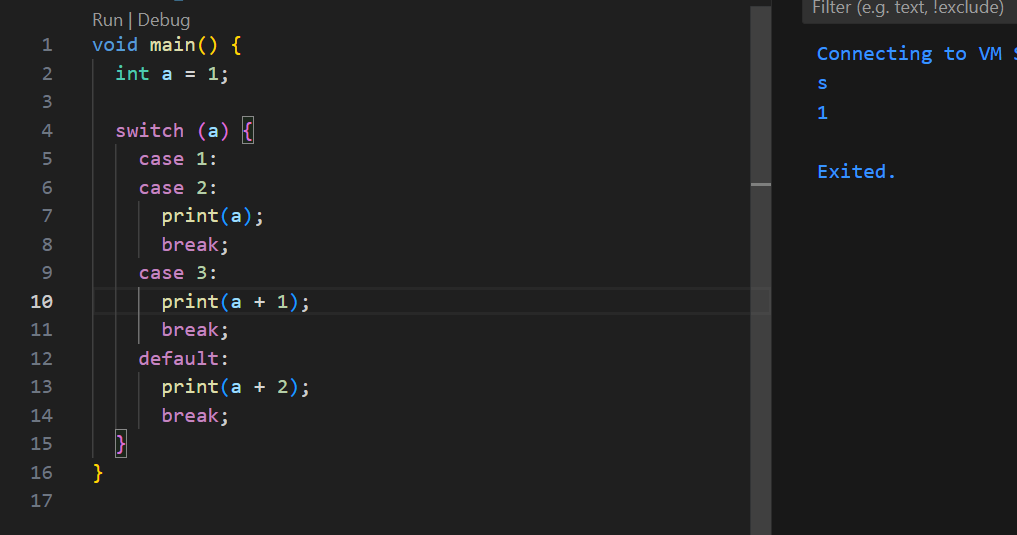 Run | Debug
1 void main() {
2   int a = 1;
3
4   switch (a) {
5     case 1:
6     case 2:
7       print(a);
8       break;
9     case 3:
10       print(a + 1);
11       break;
12     default:
13       print(a + 2);
14       break;
15   }
16 }
17
Filter (e.g. text, !exclude)
Connecting to VM S
s
1
Exited.